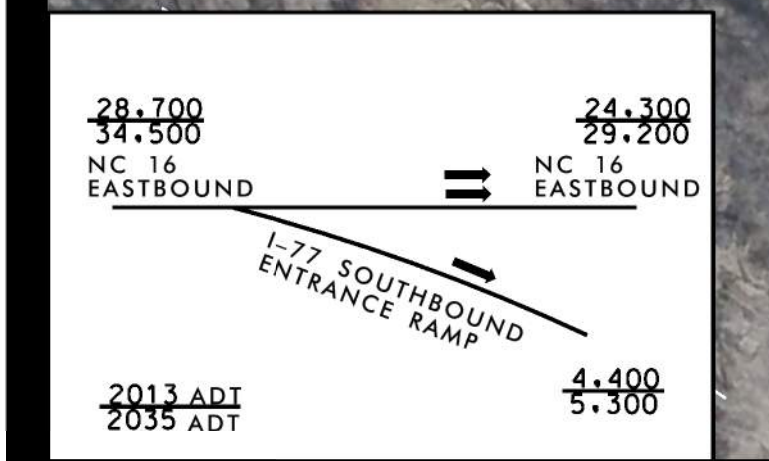 28,700
34,500
NC 16
EASTBOUND
24,300
29,200
NC 16
EASTBOUND
I-77 SOUTHBOUND
ENTRANCE RAMP
4,400
5,300
2013 ADT
2035 ADT